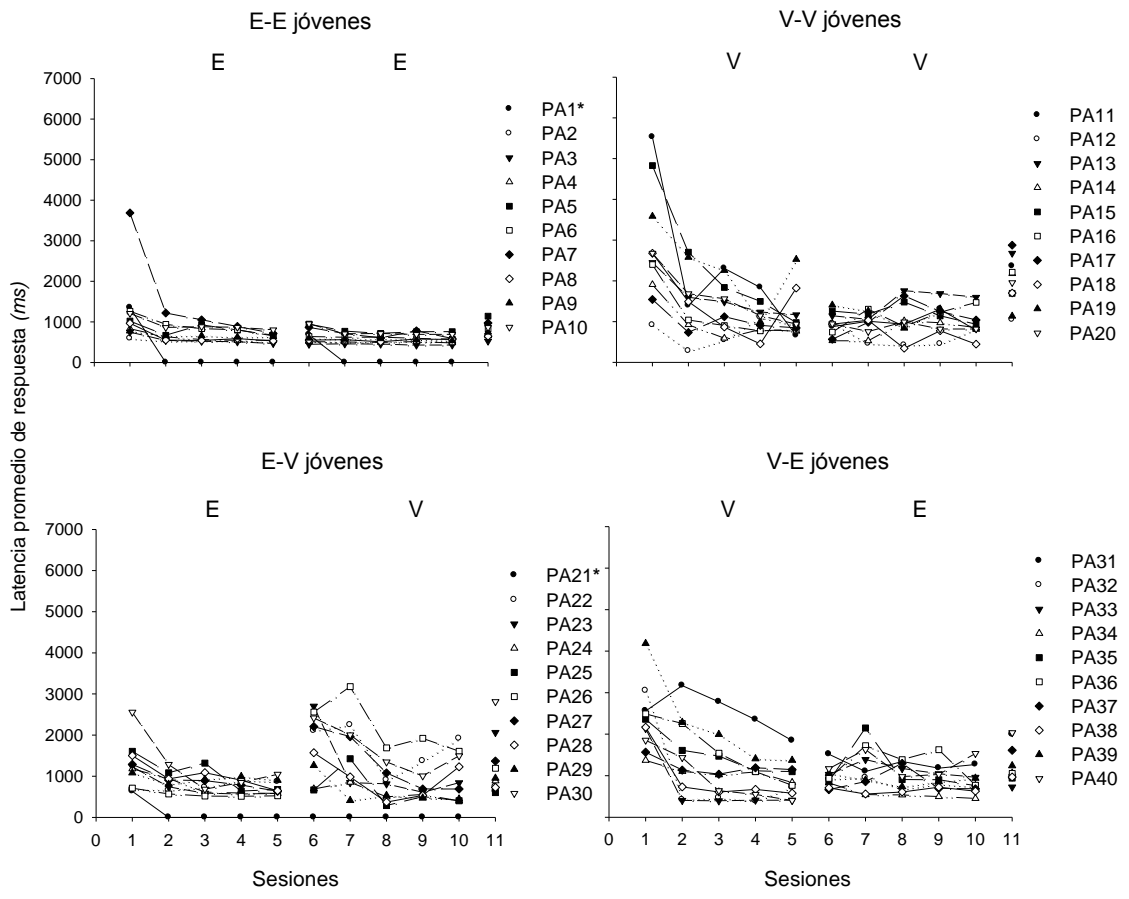 E-E jóvenes
V-V jóvenes
E
E
V
V
7000
6000
5000
4000
3000
2000
1000
0
PA1*
PA2
PA3
PA4
PA5
PA6
PA7
PA8
PA9
PA10
PA11
PA12
PA13
PA14
PA15
PA16
PA17
PA18
PA19
PA20
Latencia promedio de respuesta (ms)
E-V jóvenes
V-E jóvenes
E
V
V
E
7000
6000
5000
4000
3000
2000
1000
0
PA21*
PA22
PA23
PA24
PA25
PA26
PA27
PA28
PA29
PA30
PA31
PA32
PA33
PA34
PA35
PA36
PA37
PA38
PA39
PA40
0 1 2 3 4 5 6 7 8 9 10 11
0 1 2 3 4 5 6 7 8 9 10 11
Sesiones
Sesiones